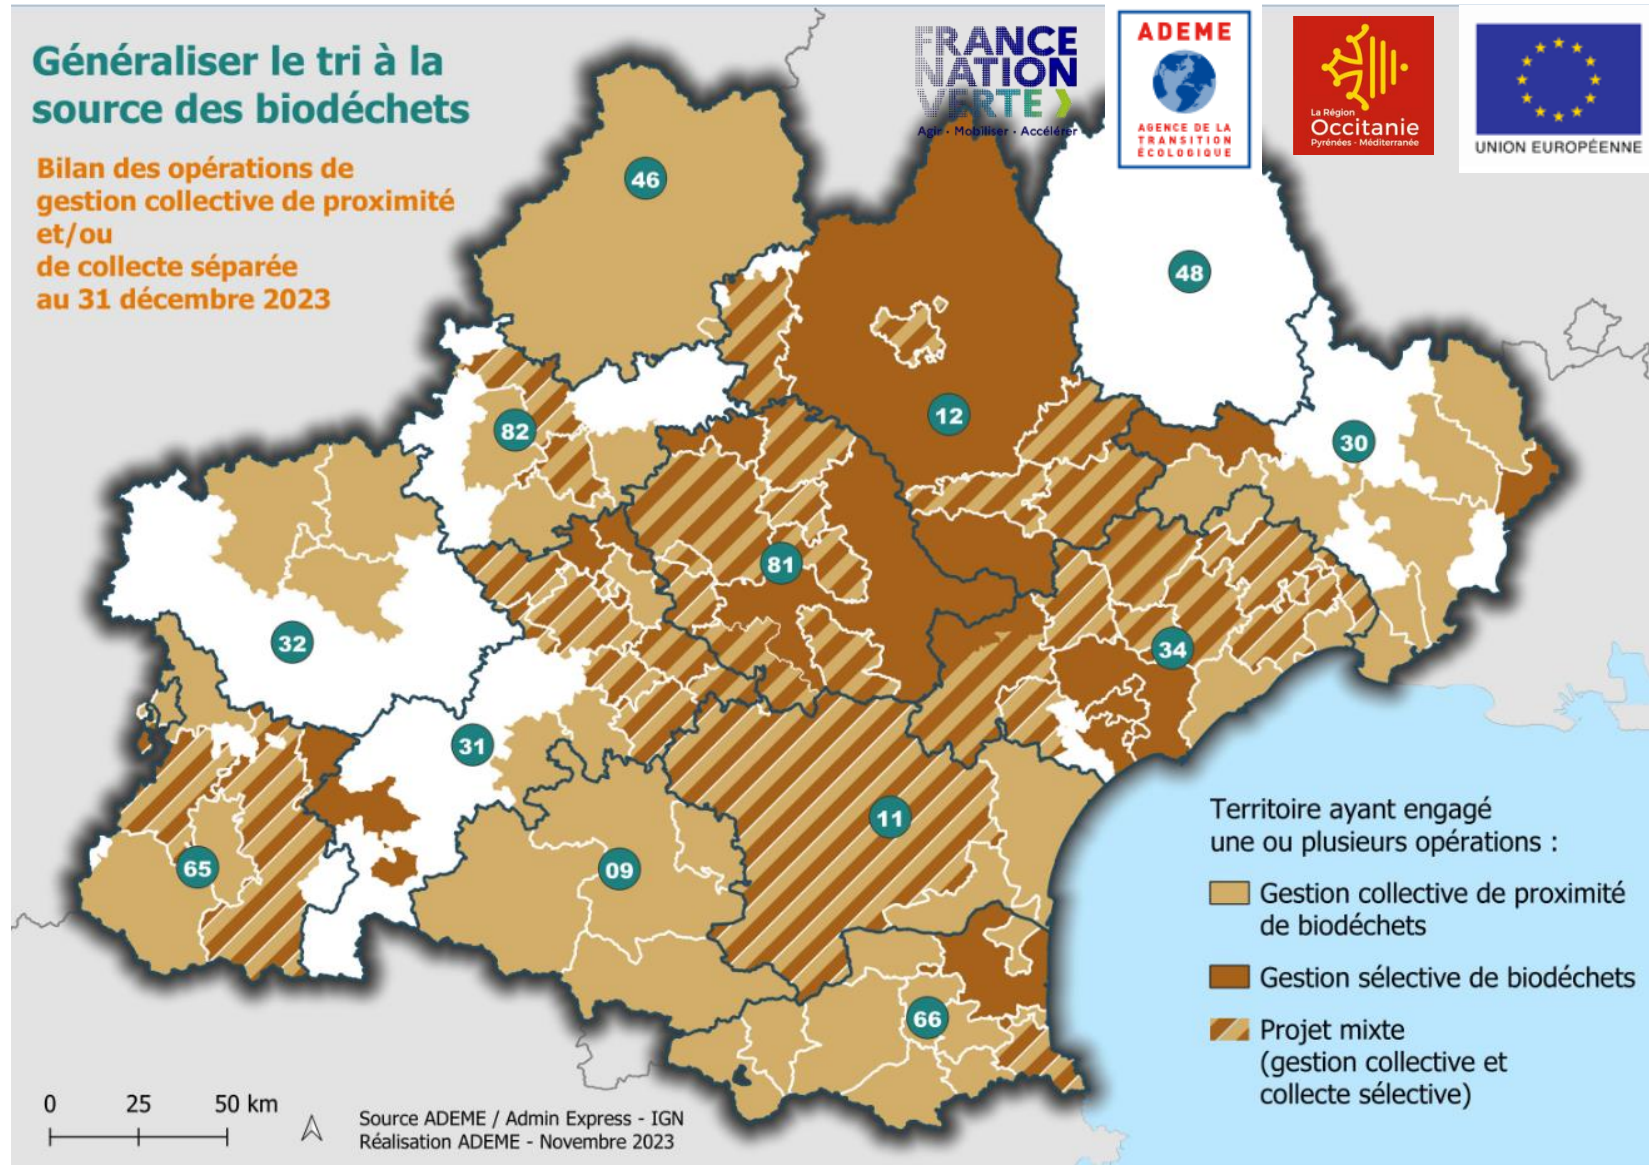 Généraliser le tri à la
source des biodéchets
Bilan des opérations de
gestion collective de proximité
et/ou
de collecte séparée
au 31 décembre 2023
FRANCE
NATION
VERTE
Agir • Mobiliser • Accélérer
ADEME
AGENCE DE LA
TRANSITION
ÉCOLOGIQUE
La Région
Occitanie
Pyrénées - Méditerranée
UNION EUROPÉENNE
46
48
12
82
30
81
32
34
31
11
65
09
66
Territoire ayant engagé
une ou plusieurs opérations :
Gestion collective de proximité
de biodéchets
Gestion sélective de biodéchets
Projet mixte
(gestion collective et
collecte sélective)
0 25 50 km
Source ADEME / Admin Express - IGN
Réalisation ADEME - Novembre 2023